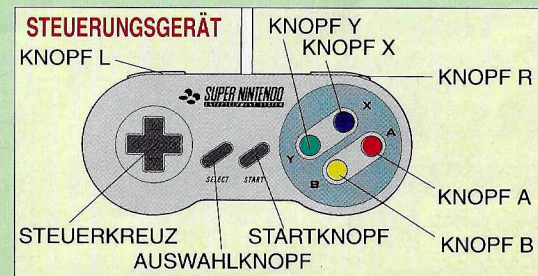 STEUERUNGSGERÄT
KNOPF L
KNOPF Y
KNOPF X
KNOPF R
SUPER NINTENDO
ENTERTAINMENT SYSTEM
X
A
Y
B
SELECT
START
KNOPF A
STEUERKREUZ
STARTKNOPF
KNOPF B
AUSWAHLKNOPF